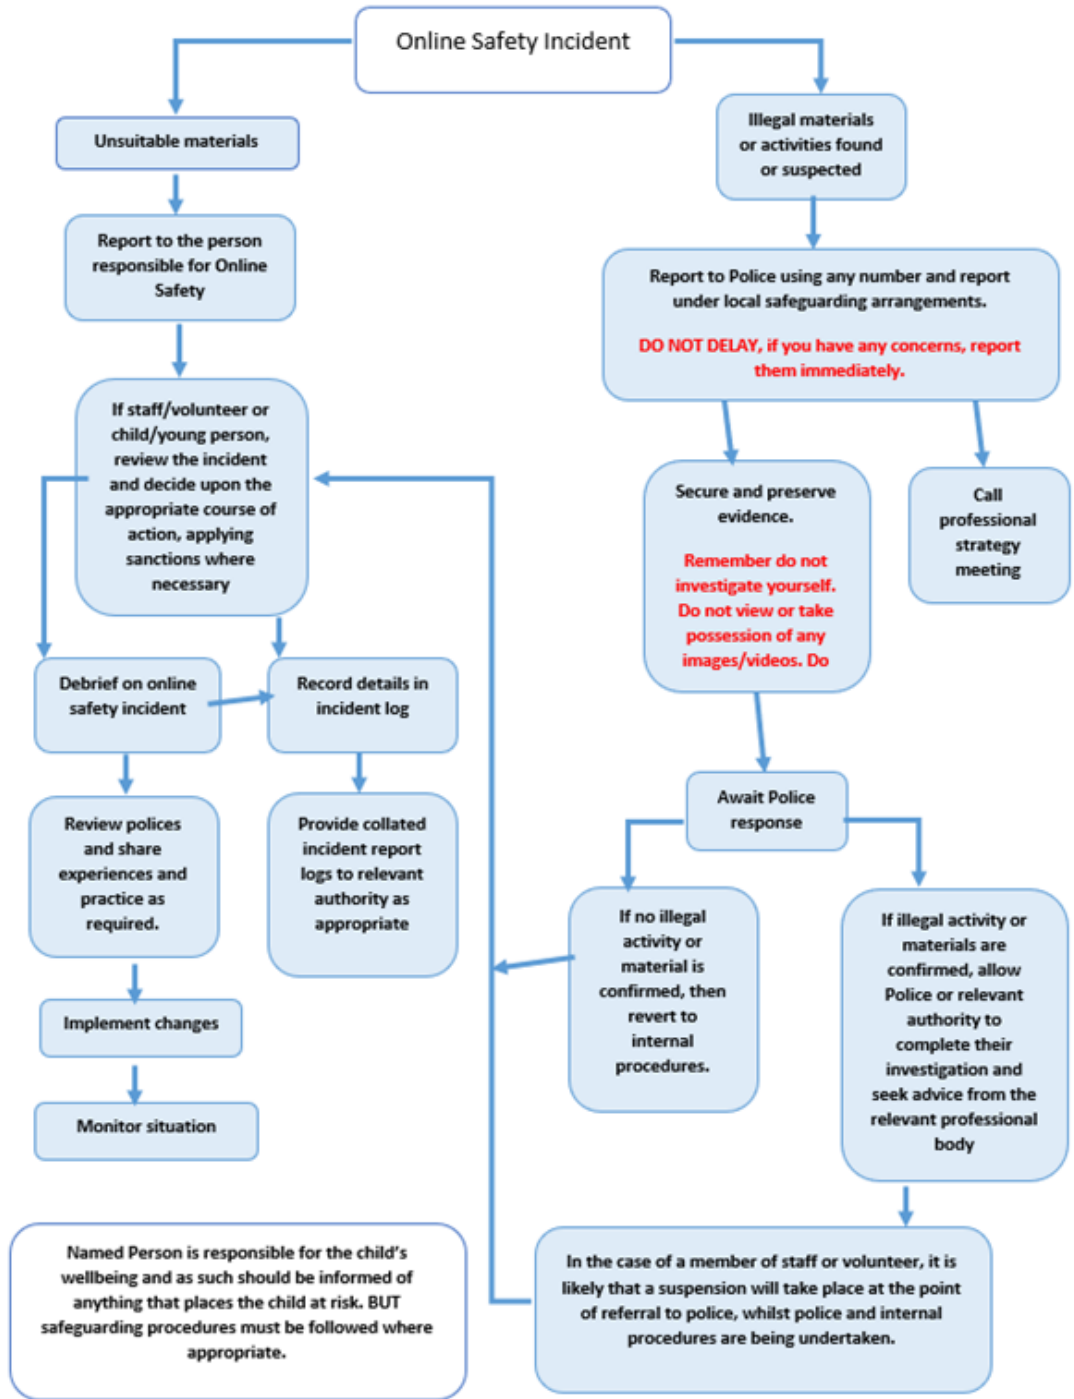 Online Safety Incident
Unsuitable materials
Report to the person
responsible for Online
Safety
If staff/volunteer or
child/young person,
review the incident
and decide upon the
appropriate course of
action, applying
sanctions where
necessary
Debrief on online
safety incident
Record details in
incident log
Review polices
and share
experiences and
practice as
required.
Provide collated
incident report
logs to relevant
authority as
appropriate
Implement changes
Monitor situation
Illegal materials
or activities found
or suspected
Report to Police using any number and report
under local safeguarding arrangements.
DO NOT DELAY, if you have any concerns, report
them immediately.
Secure and preserve
evidence.
Remember do not
investigate yourself.
Do not view or take
possession of any
images/videos. Do
Call
professional
strategy
meeting
Await Police
response
If no illegal
activity or
material is
confirmed, then
revert to
internal
procedures.
If illegal activity or
materials are
confirmed, allow
Police or relevant
authority to
complete their
investigation and
seek advice from the
relevant professional
body
In the case of a member of staff or volunteer, it is
likely that a suspension will take place at the point
of referral to police, whilst police and internal
procedures are being undertaken.
Named Person is responsible for the child's
wellbeing and as such should be informed of
anything that places the child at risk. BUT
safeguarding procedures must be followed where
appropriate.